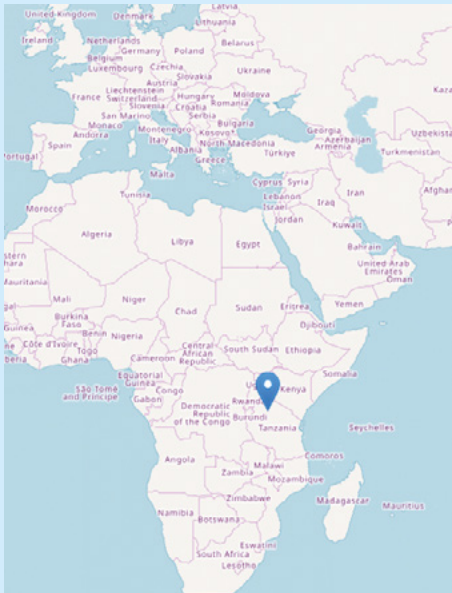 Latvia
United Kingdom
Denmark
Lithuania
Ireland
Netherlands
Belarus
Germany
Poland
Belgium
Luxembourg
Czechia
Ukraine
Slovakia
Austria
Liechtenstein
France
Switzerland
Hungary
Moldova
Slovenia
Romania
Croatia
San Marino
Serbia
Monaco
Bulgaria
Georgia
Andorra
Montenegro
Kosovo
North Macedonia
Azerbaijan
Spain
Italy
Albania
Türkiye
Armenia
Uzbekist
Portugal
Greece
Turkmenistan
Malta
Cyprus
Syria
Tunisia
Lebanon
Iran
Afghan
Israel
Iraq
Morocco
Jordan
Kuwait
Algeria
Libya
Egypt
Bahrain
stern
hara
United Arab
Emirates
Oman
Mauritania
Mali
Niger
Chad
Sudan
Eritrea
Yemen
Burkina
Faso
Djibouti
Guinea
Benin
Nigeria
Côte d'Ivoire
Togo
Ghana
Central
African
Republic
South Sudan
Ethiopia
Cameroon
Equatorial
Guinea
Somalia
São Tomé
and Príncipe
Congo
Gabon
Kenya
Rwanda
Democratic
Republic
of the Congo
Burundi
Tanzania
Seychelles
Angola
Malawi
Comoros
Zambia
Mozambique
Zimbabwe
Madagascar
Mauritius
Namibia
Botswana
Eswatini
South Africa
Lesotho